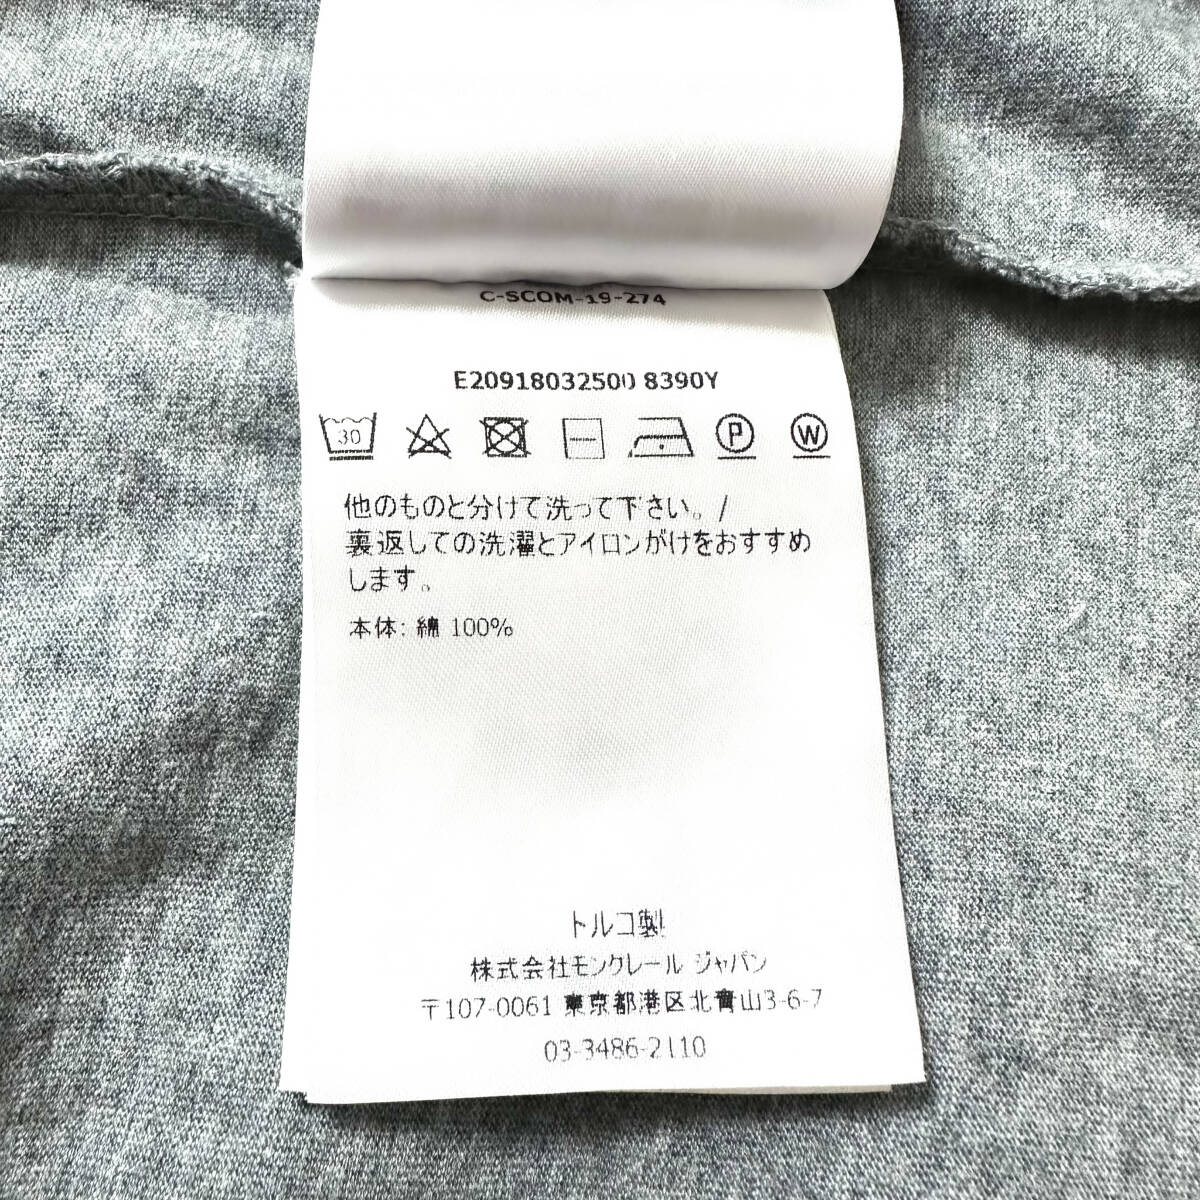 C-SCOM-19-274
E20918032500 8390Y
30 P W
他のものと分けて洗って下さい。/
裏返しての洗濯とアイロンがけをおすすめ
します。
本体: 綿 100%
トルコ製
株式会社モンクレール ジャパン
〒107-0061 東京都港区北青山3-6-7
03-3486-2110